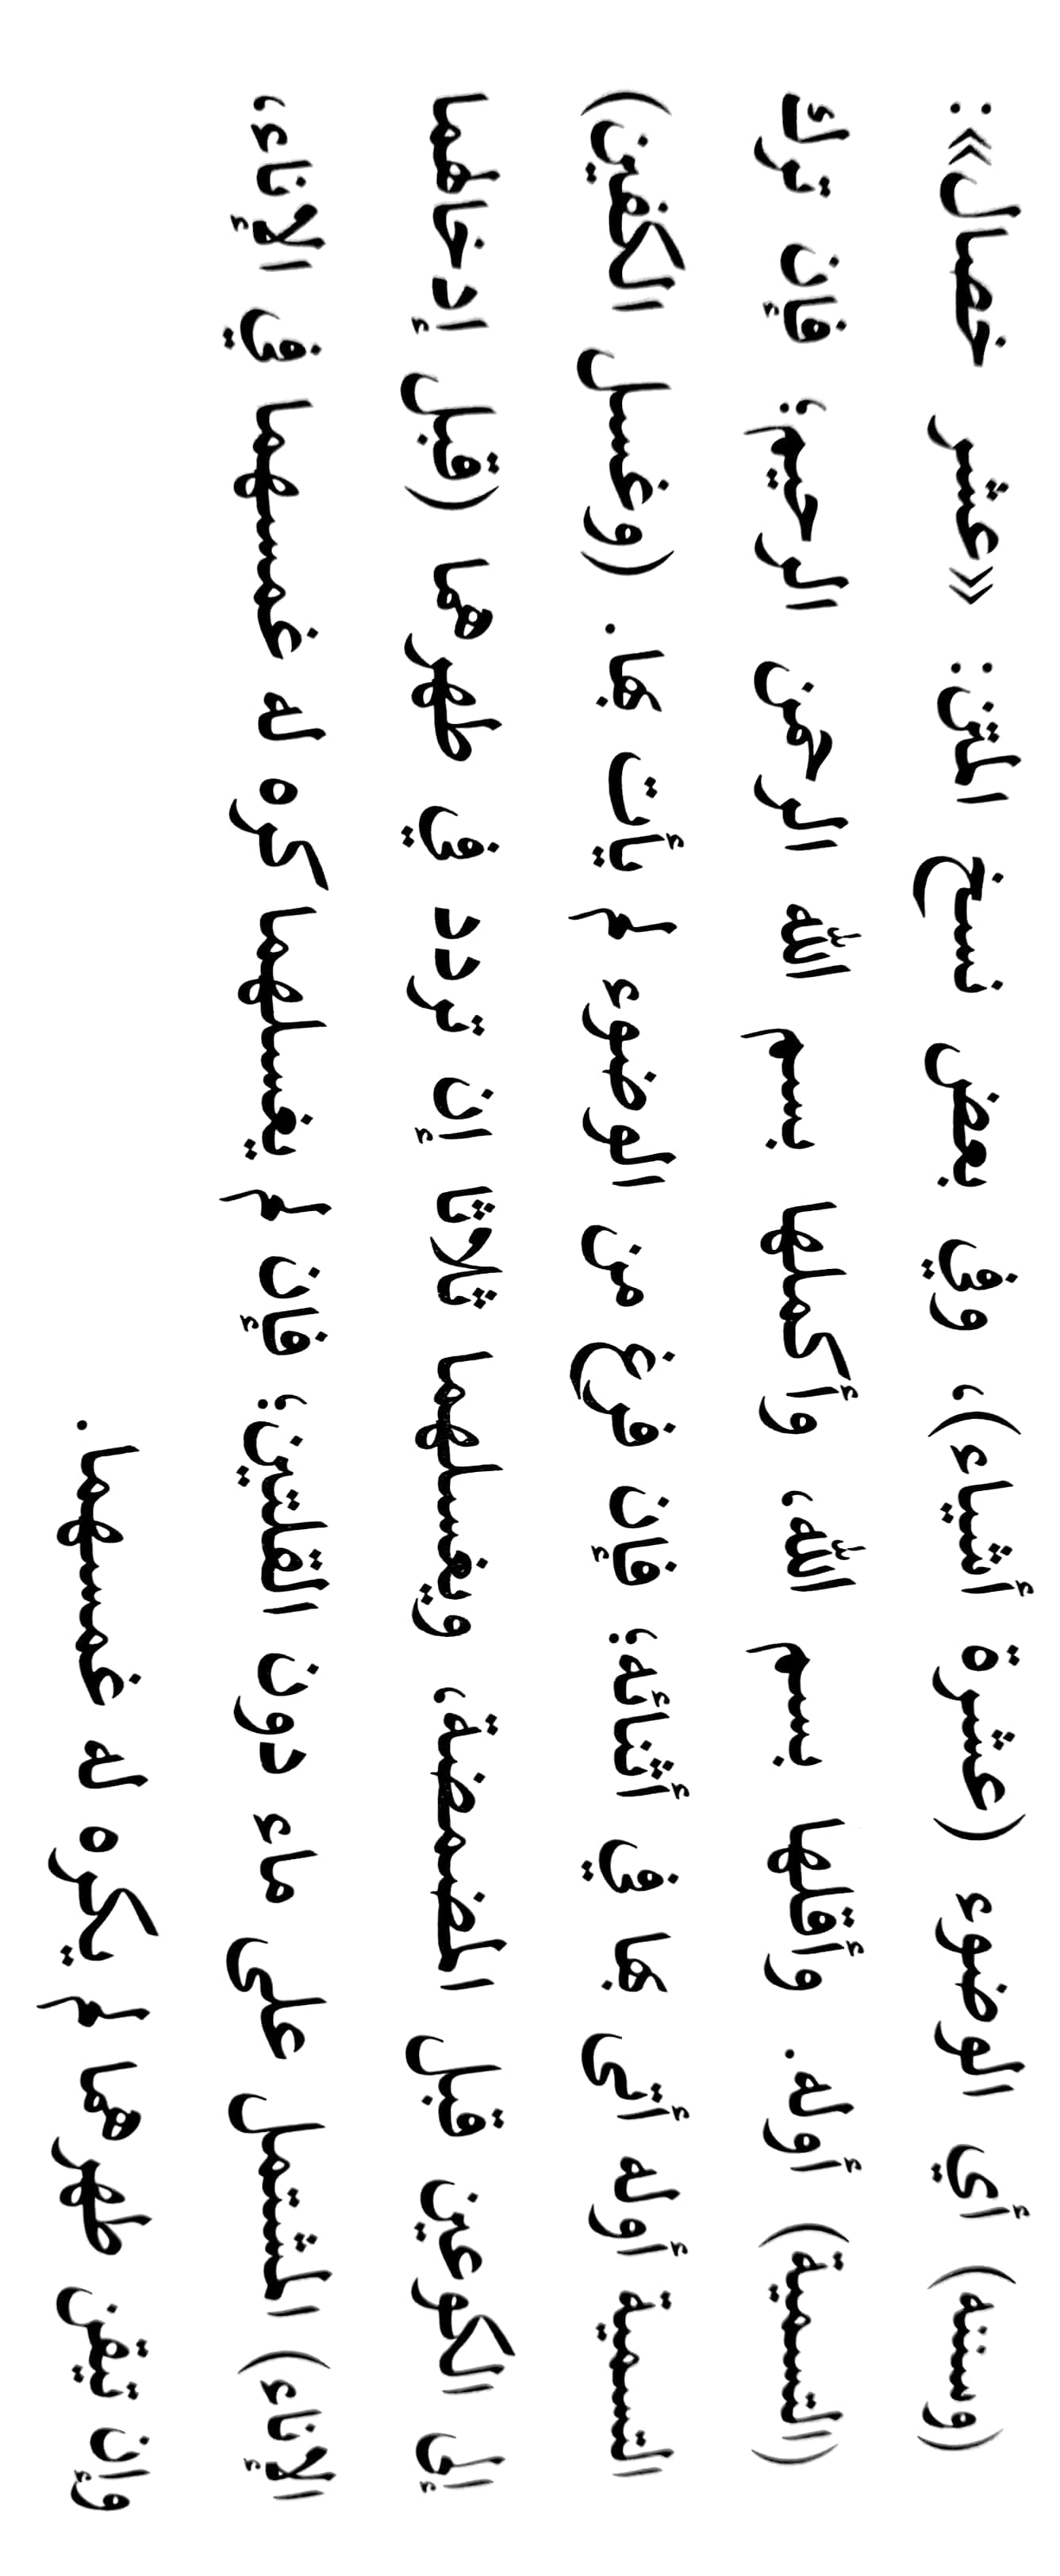 (وسننه) أي الوضوء (عشرة أشياء)، وفي بعض نسخ المتن: «عشر خصال»:
(التسمية) أوله. وأقلها بسم الله، وأكملها بسم الله الرحمن الرحيم؛ فإن ترك
التسمية أوله أتى بها في أثنائه؛ فإن فرغ من الوضوء لم يأت بها. (وغسل الكفين)
إلى الكوعين قبل المضمضة، ويغسلهما ثلاثا إن تردد في طهرهما (قبل إدخالهما
الإناء) المشتمل على ماء دون القلتين؛ فإن لم يغسلهما كره له غمسهما في الإناء،
وإن تيقن طهرهما لم يكره له غمسهما.